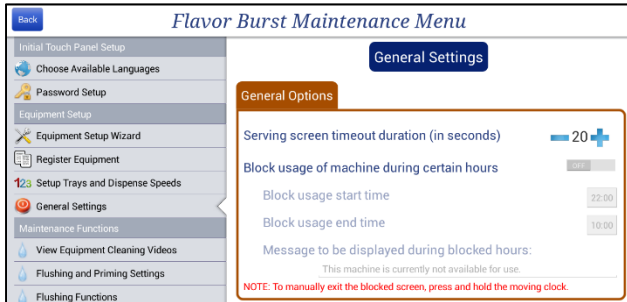 Back
Flavor Burst Maintenance Menu
Initial Touch Panel Setup
Choose Available Languages
Password Setup
Equipment Setup
Equipment Setup Wizard
Register Equipment
123 Setup Trays and Dispense Speeds
General Settings
Maintenance Functions
View Equipment Cleaning Videos
Flushing and Priming Settings
Flushing Functions
General Settings
General Options
Serving screen timeout duration (in seconds) 20
Block usage of machine during certain hours OFF
Block usage start time 22:00
Block usage end time 10:00
Message to be displayed during blocked hours:
This machine is currently not available for use.
NOTE: To manually exit the blocked screen, press and hold the moving clock.